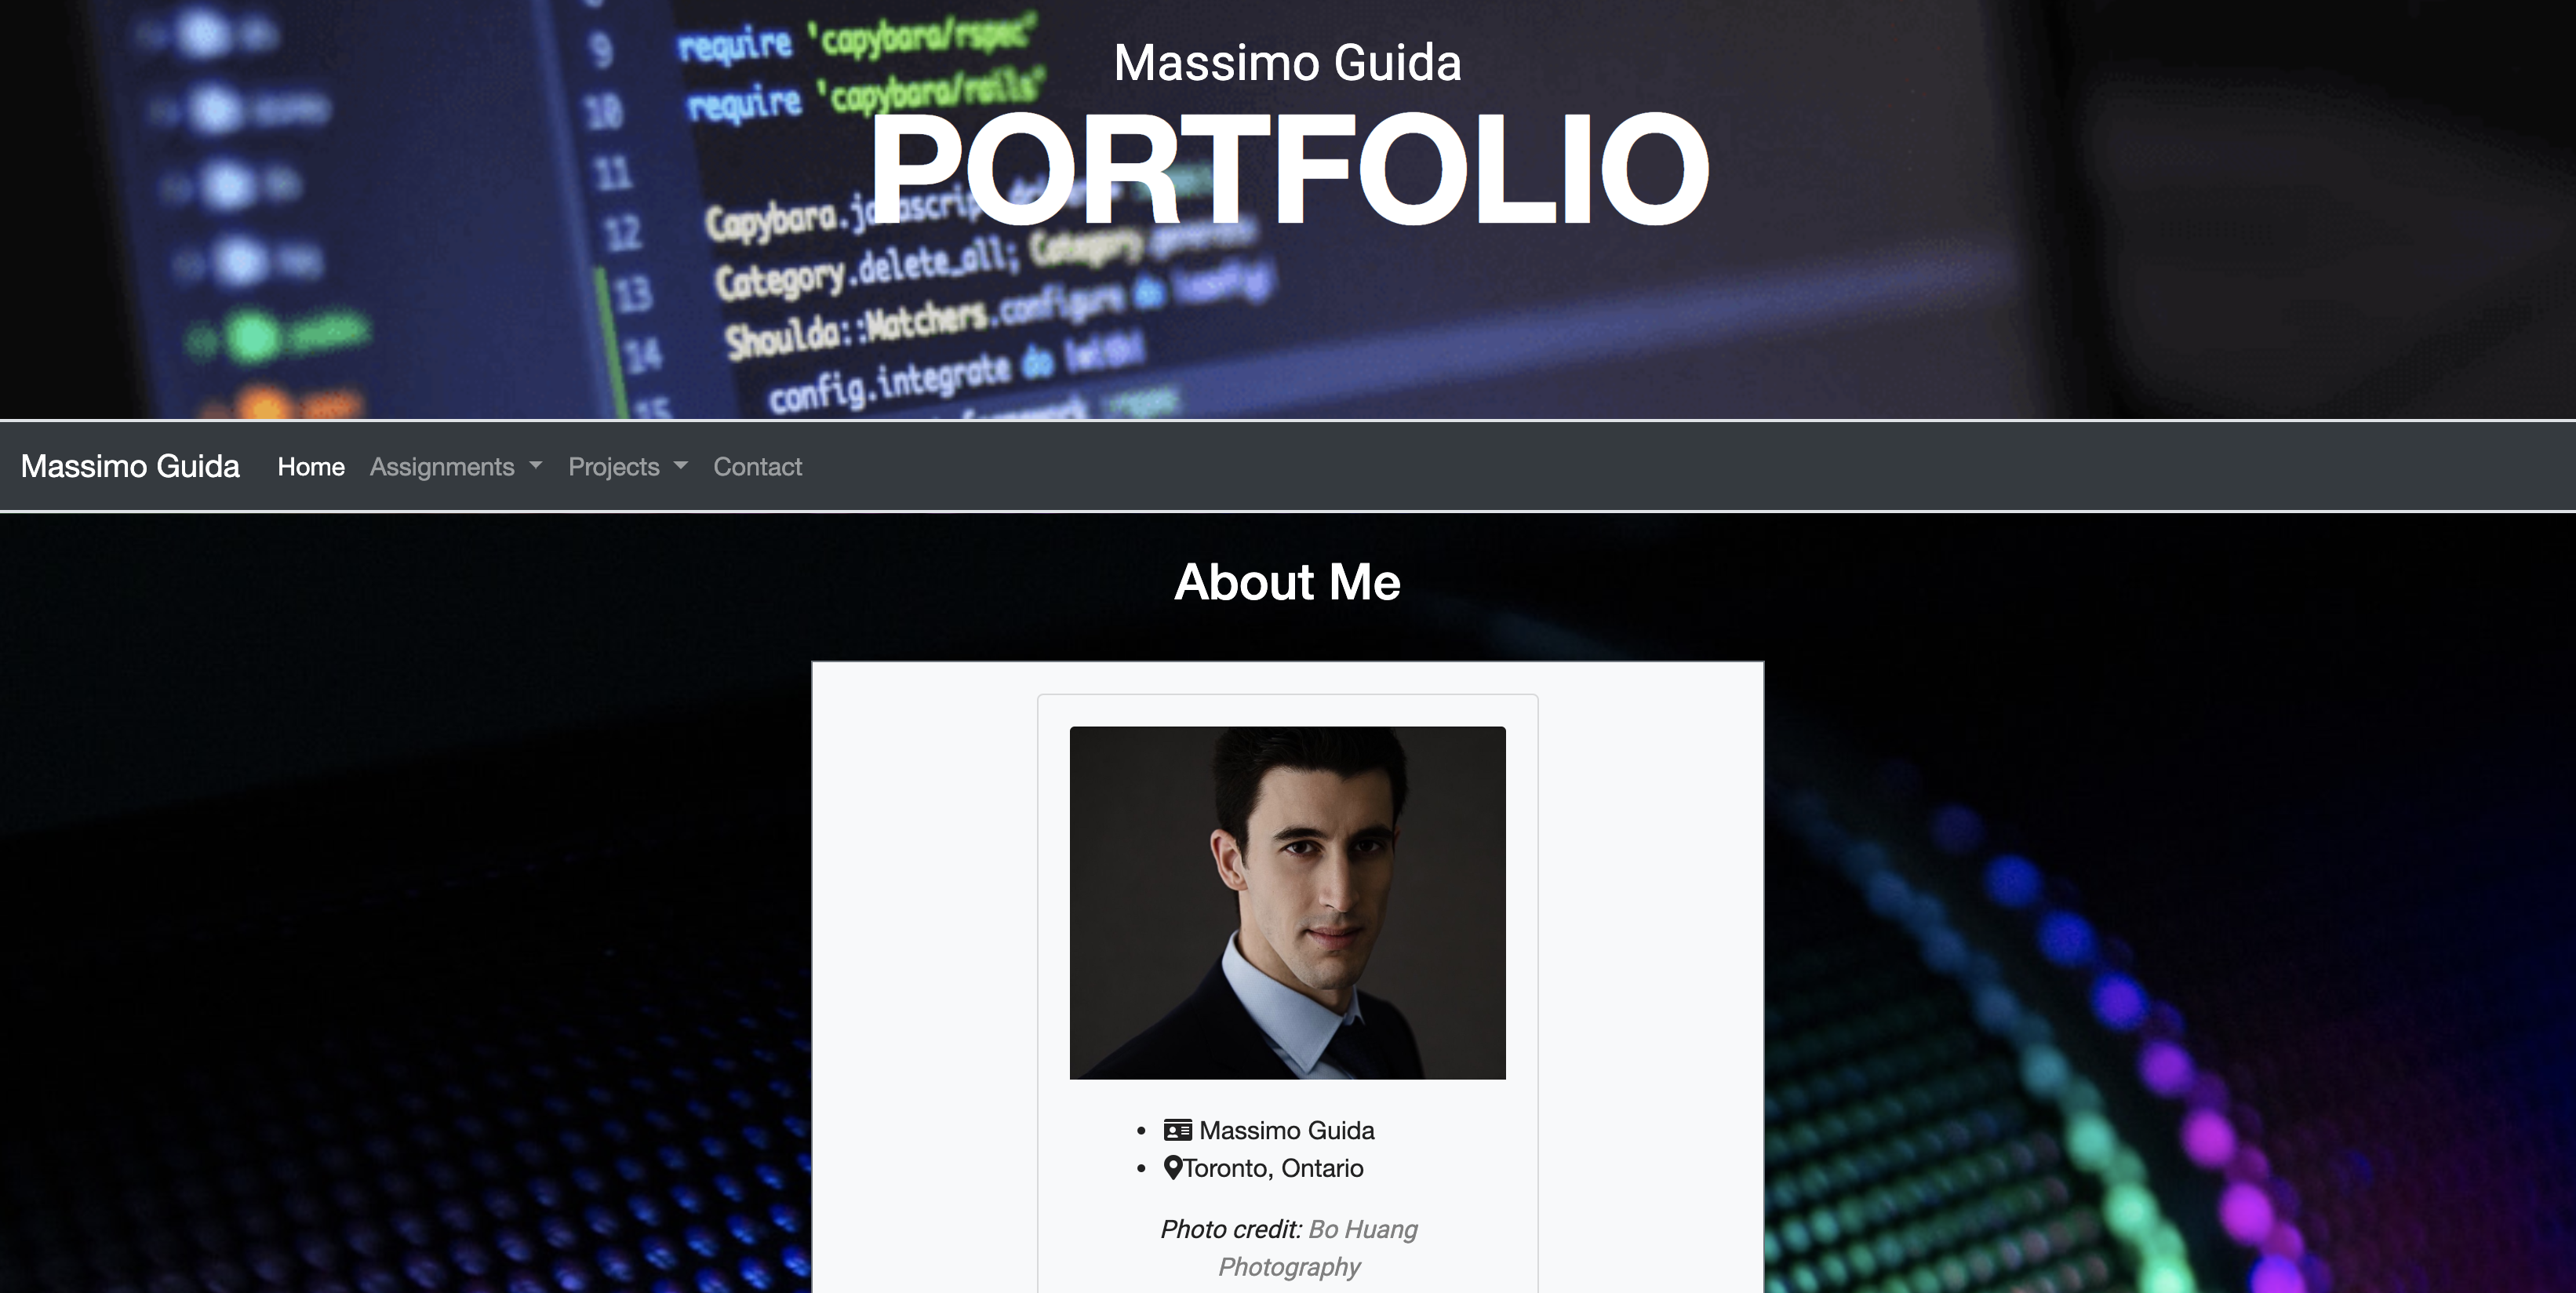 Massimo Guida
PORTFOLIO
9 require 'capybara/rspec'
10 require 'capybara/rails'
11
12 Capybara.javascript
13 Category.delete_all; Category.generate
14 Shoulda::Matchers.configure do |config|
15 config.integrate do |with|
Massimo Guida Home Assignments Projects Contact
About Me
Massimo Guida
Toronto, Ontario
Photo credit: Bo Huang
Photography